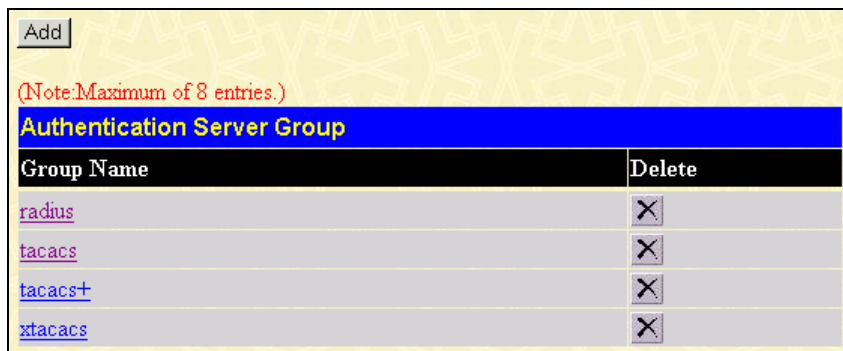 Add
(Note:Maximum of 8 entries.)
Authentication Server Group
Group Name Delete
radius
tacacs
tacacs+
xtacacs